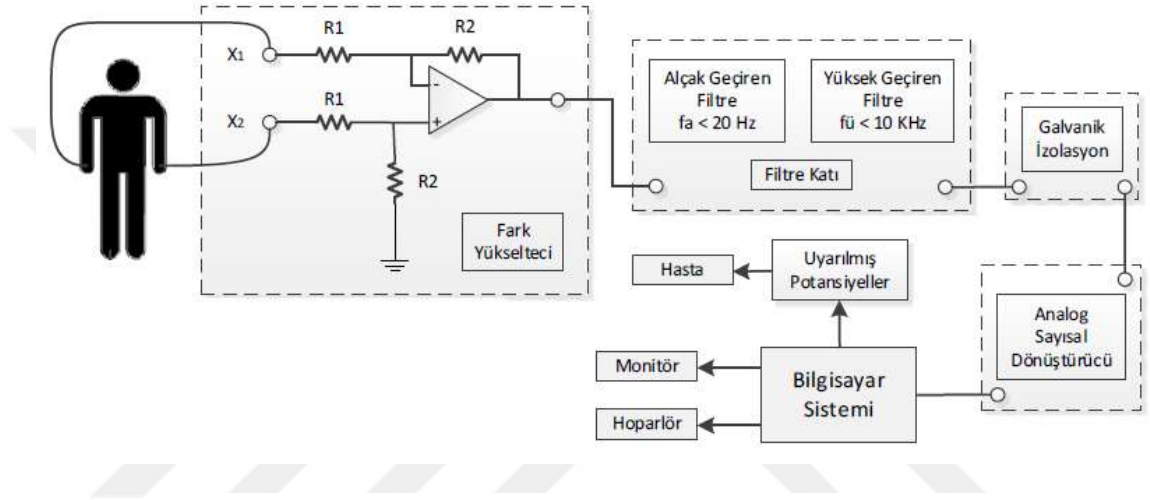 X1
R1
R2
-
X2
R1
+
R2
Fark
Yükselteci
Alçak Geçiren
Filtre
fa < 20 Hz
Yüksek Geçiren
Filtre
fü < 10 KHz
Filtre Katı
Galvanik
İzolasyon
Analog
Sayısal
Dönüştürücü
Uyarılmış
Potansiyeller
Hasta
Bilgisayar
Sistemi
Monitör
Hoparlör